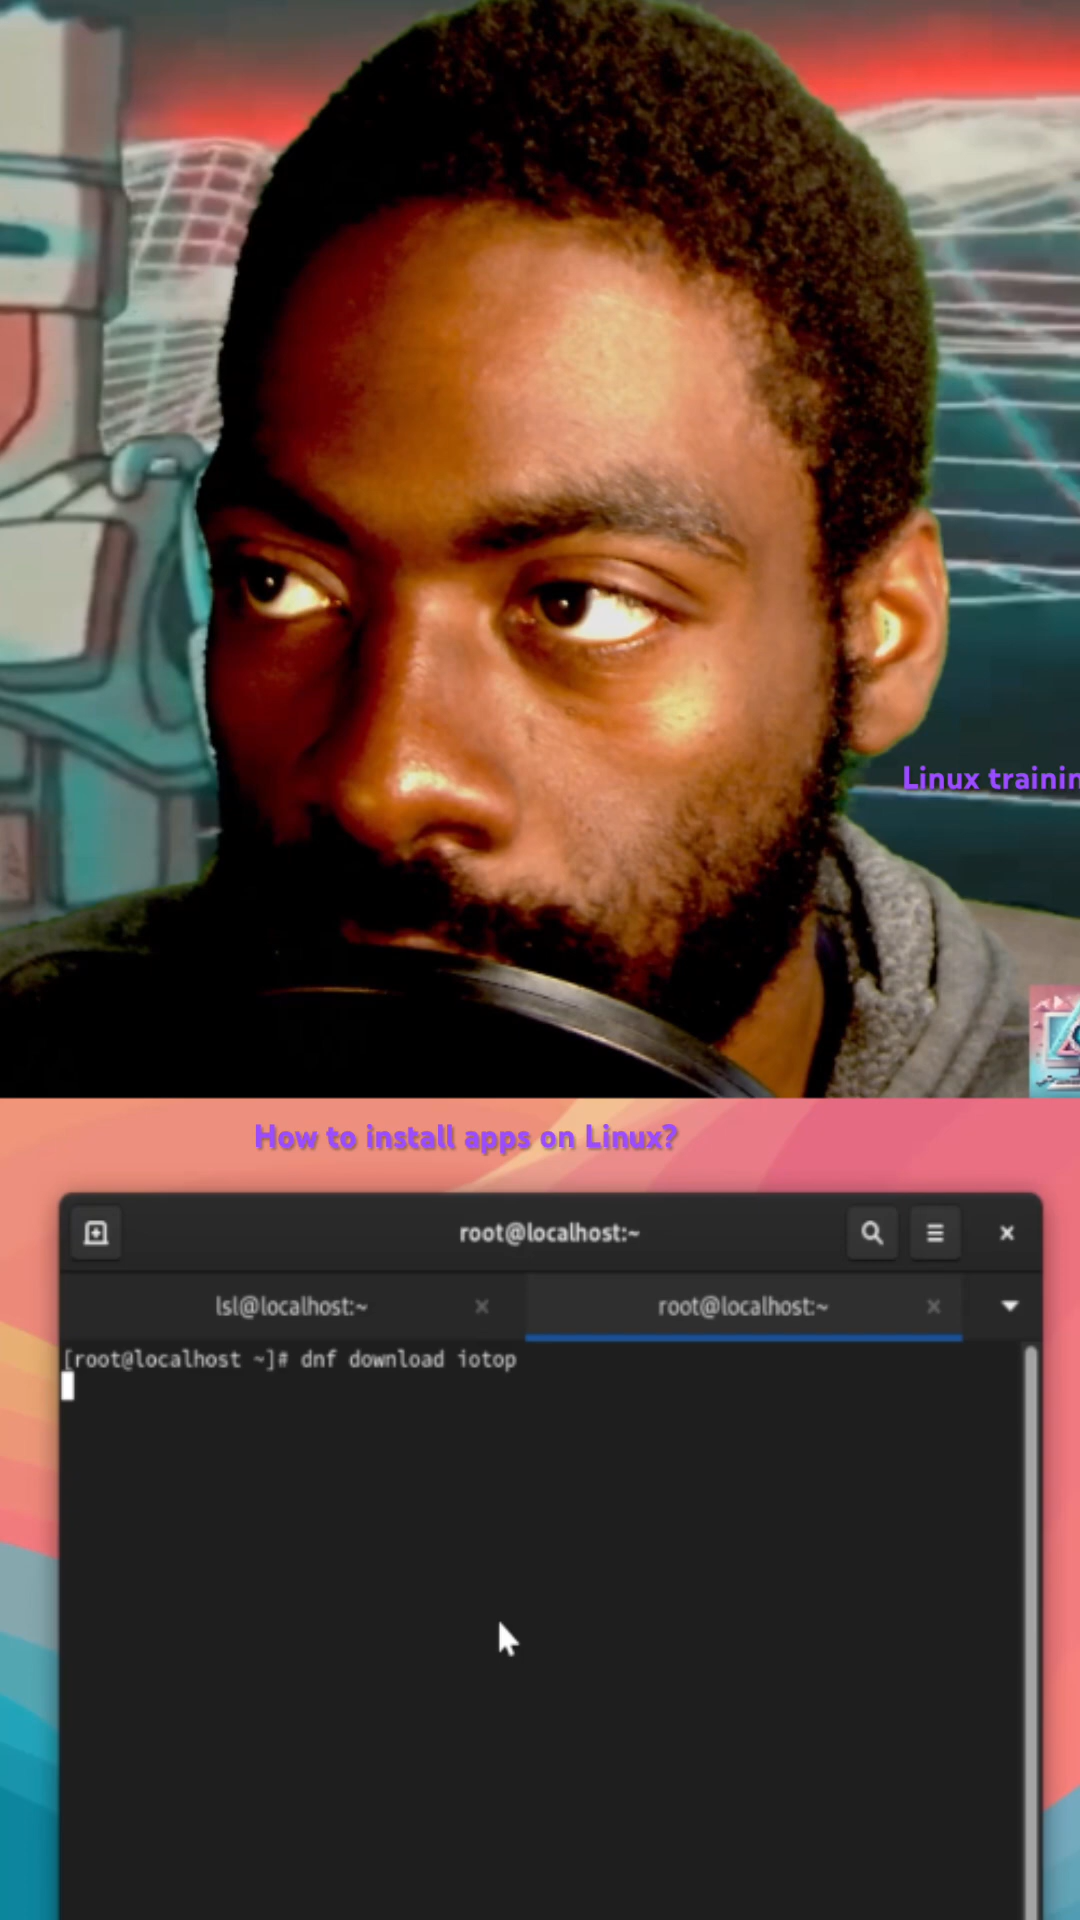 Linux trainin
How to install apps on Linux?
root@localhost:~
lsl@localhost:~
root@localhost:~
[root@localhost ~]# dnf download iotop